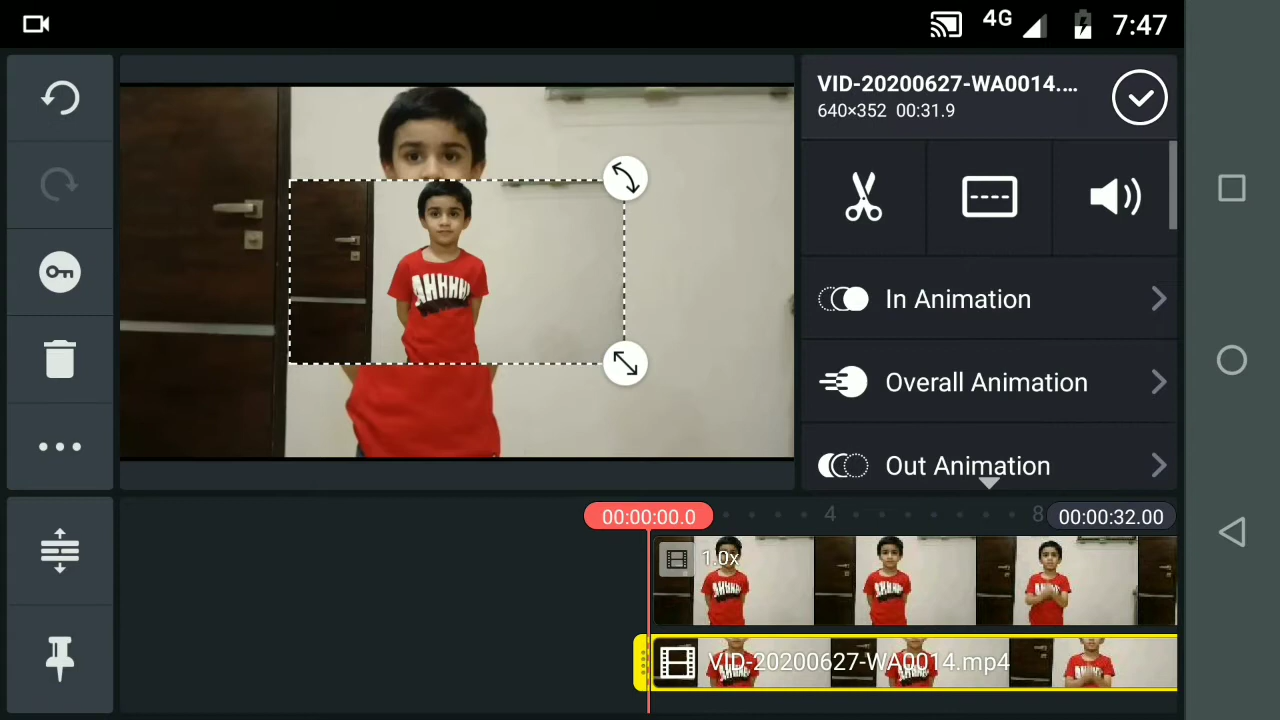 4G 7:47
VID-20200627-WA0014....
640×352 00:31.9
In Animation
Overall Animation
Out Animation
00:00:00.0 4 8 00:00:32.00
1.0x
VID-20200627-WA0014.mp4